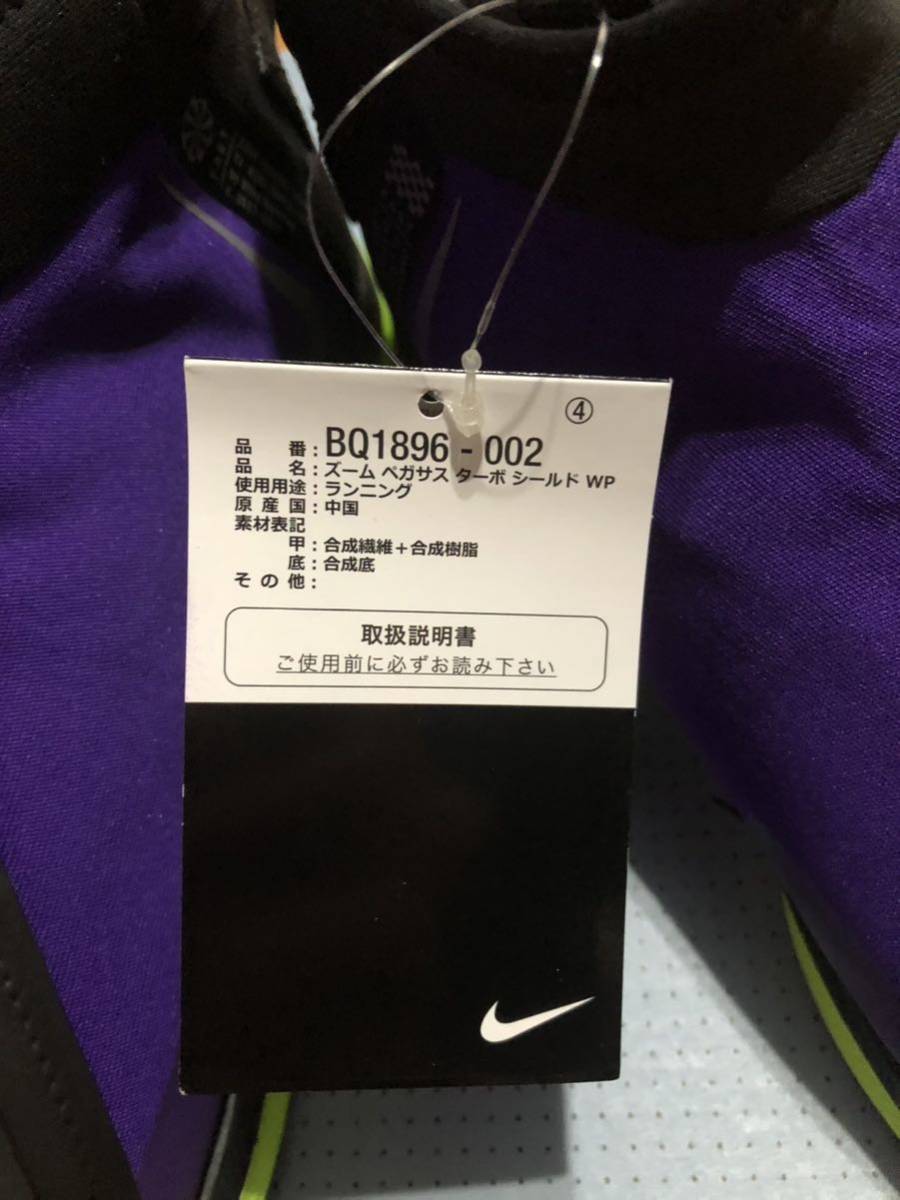 ④
品番：BQ1896 - 002
品名：ズーム ペガサス ターボ シールド WP
使用用途：ランニング
原産国：中国
素材表記
甲：合成繊維＋合成樹脂
底：合成底
その他：
取扱説明書
ご使用前に必ずお読み下さい